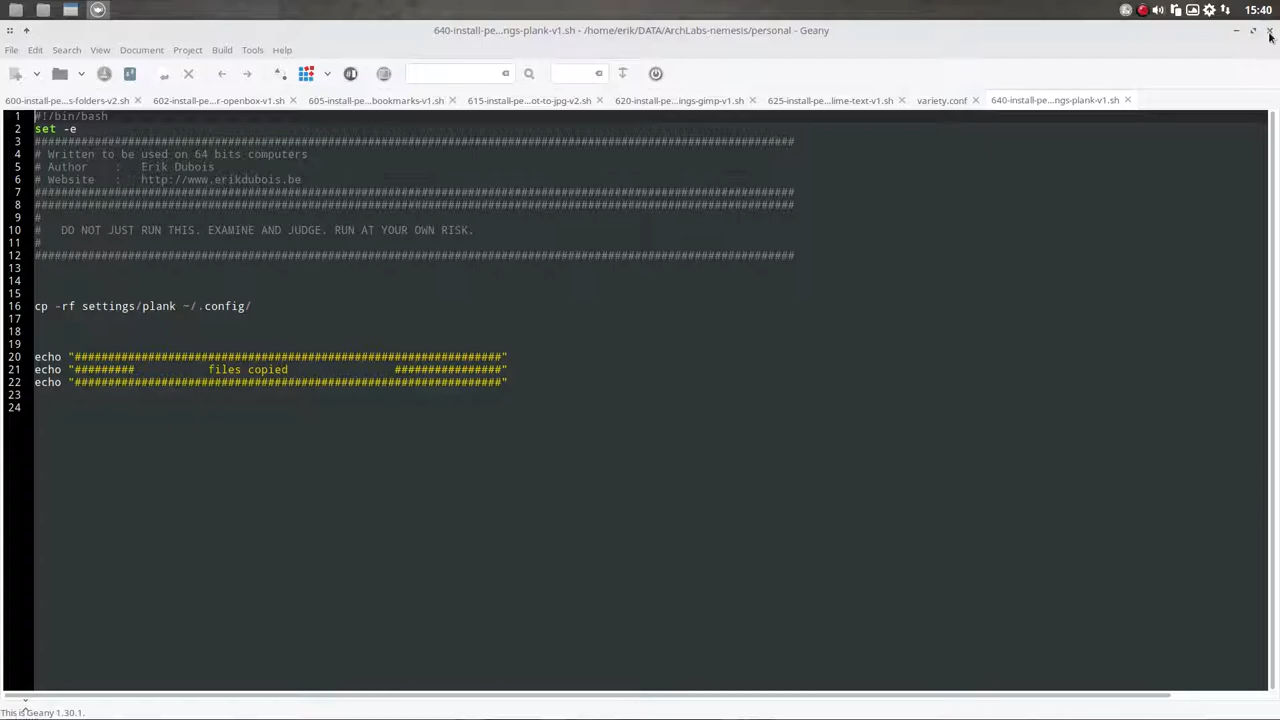 15:40
640-install-pe...ngs-plank-v1.sh - /home/erik/DATA/ArchLabs-nemesis/personal - Geany
File Edit Search View Document Project Build Tools Help
600-install-pe...s-folders-v2.sh 602-install-pe...r-openbox-v1.sh 605-install-pe...bookmarks-v1.sh 615-install-pe...ot-to-jpg-v2.sh 620-install-pe...ings-gimp-v1.sh 625-install-pe...lime-text-v1.sh variety.conf 640-install-pe...ngs-plank-v1.sh
1 #!/bin/bash
2 set -e
3 ##################################################################################################################
4 # Written to be used on 64 bits computers
5 # Author : Erik Dubois
6 # Website : http://www.erikdubois.be
7 ##################################################################################################################
8 ##################################################################################################################
9 #
10 # DO NOT JUST RUN THIS. EXAMINE AND JUDGE. RUN AT YOUR OWN RISK.
11 #
12 ##################################################################################################################
13
14
15
16 cp -rf settings/plank ~/.config/
17
18
19
20 echo "################################################################"
21 echo "######### files copied ################"
22 echo "################################################################"
23
24
This is Geany 1.30.1.